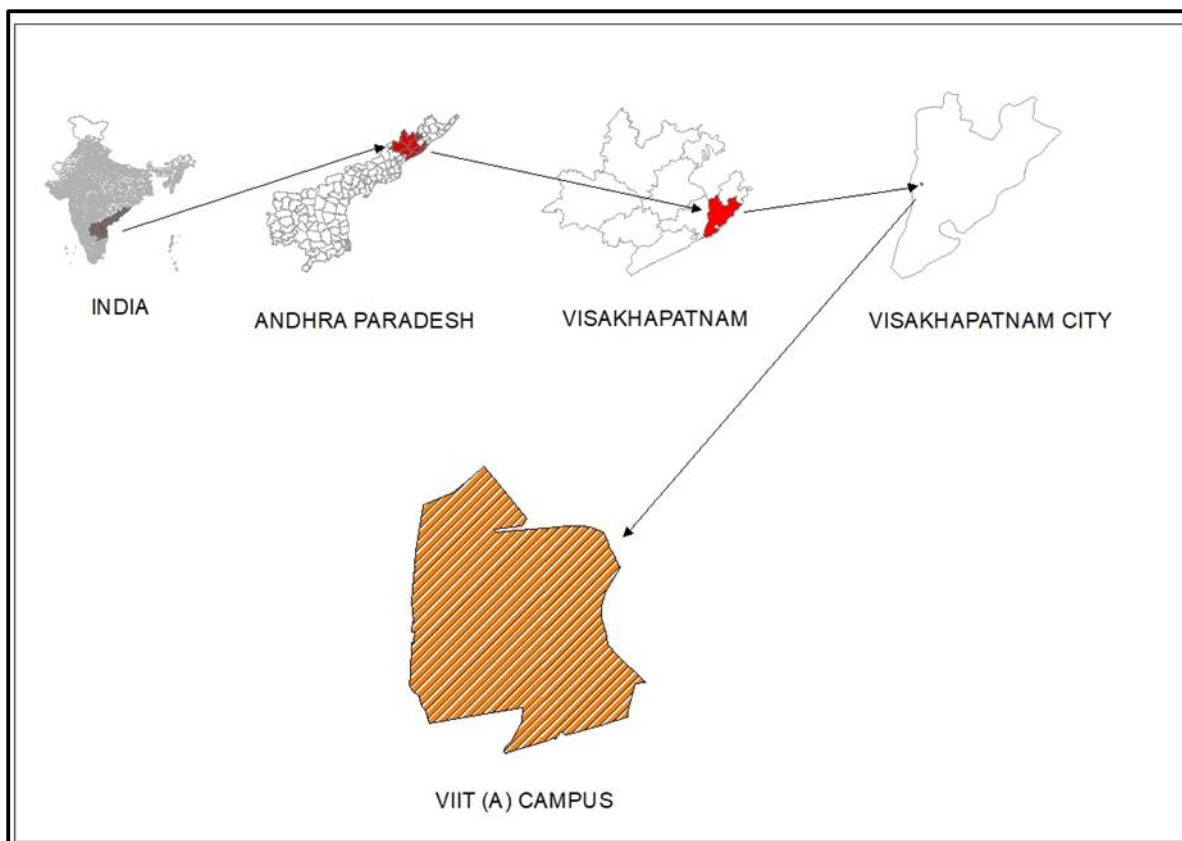 INDIA
ANDHRA PARADESH
VISAKHAPATNAM
VISAKHAPATNAM CITY
VIIT (A) CAMPUS